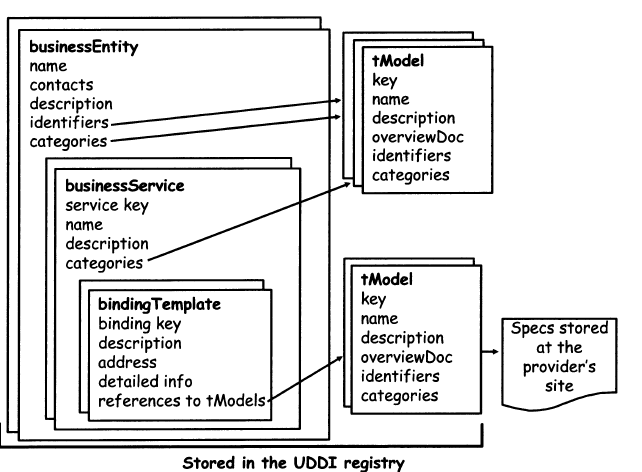 businessEntity
name
contacts
description
identifiers
categories
businessService
service key
name
description
categories
bindingTemplate
binding key
description
address
detailed info
references to tModels
tModel
key
name
description
overviewDoc
identifiers
categories
tModel
key
name
description
overviewDoc
identifiers
categories
Specs stored
at the
provider's
site
Stored in the UDDI registry